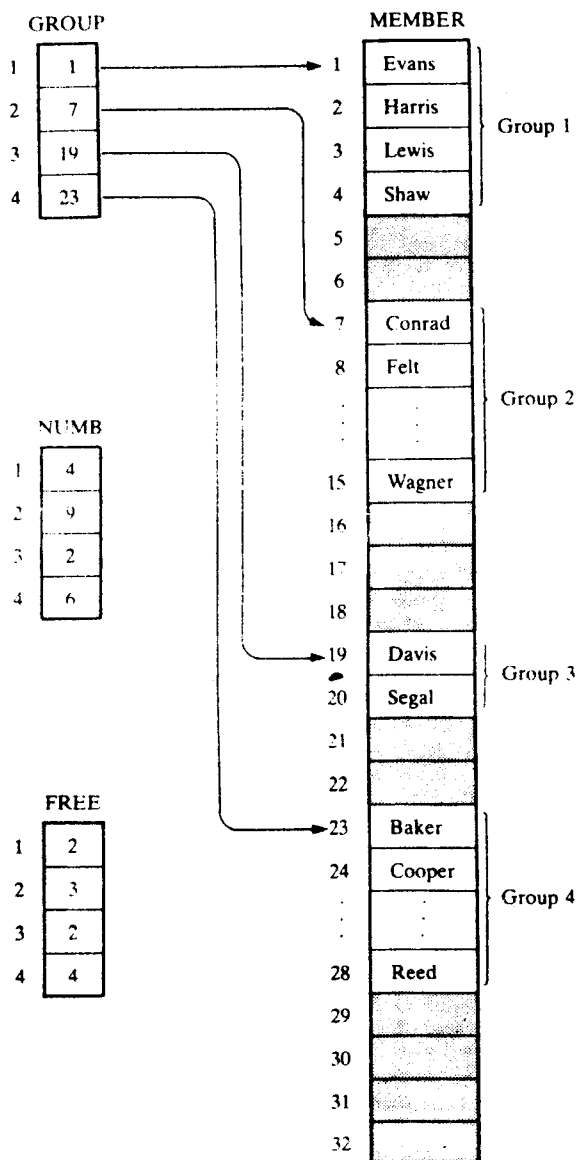 GROUP
1 1
2 7
3 19
4 23
NUMB
1 4
2 9
3 2
4 6
FREE
1 2
2 3
3 2
4 4
MEMBER
1 Evans
2 Harris
3 Lewis
4 Shaw
Group 1
5
6
7 Conrad
8 Felt
Group 2
15 Wagner
16
17
18
19 Davis
20 Segal
Group 3
21
22
23 Baker
24 Cooper
Group 4
28 Reed
29
30
31
32